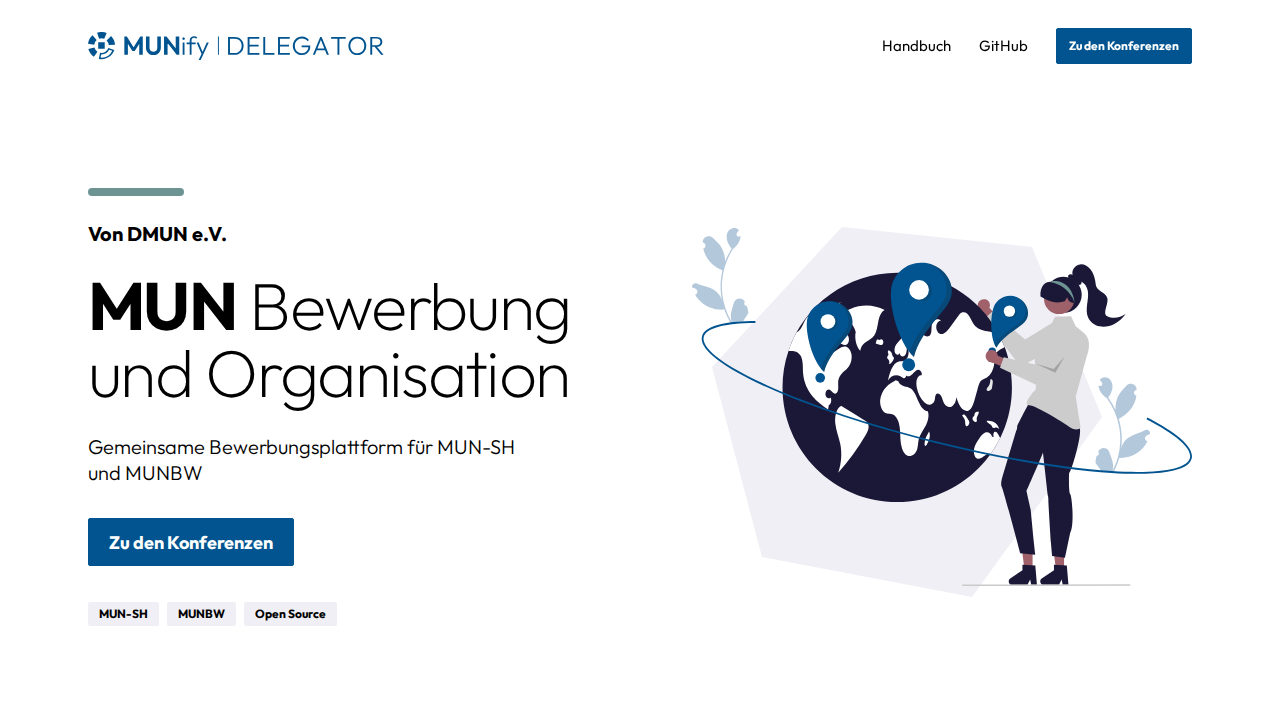 MUNify | DELEGATOR
Handbuch
GitHub
Zu den Konferenzen
Von DMUN e.V.
MUN Bewerbung
und Organisation
Gemeinsame Bewerbungsplattform für MUN-SH
und MUNBW
Zu den Konferenzen
MUN-SH
MUNBW
Open Source